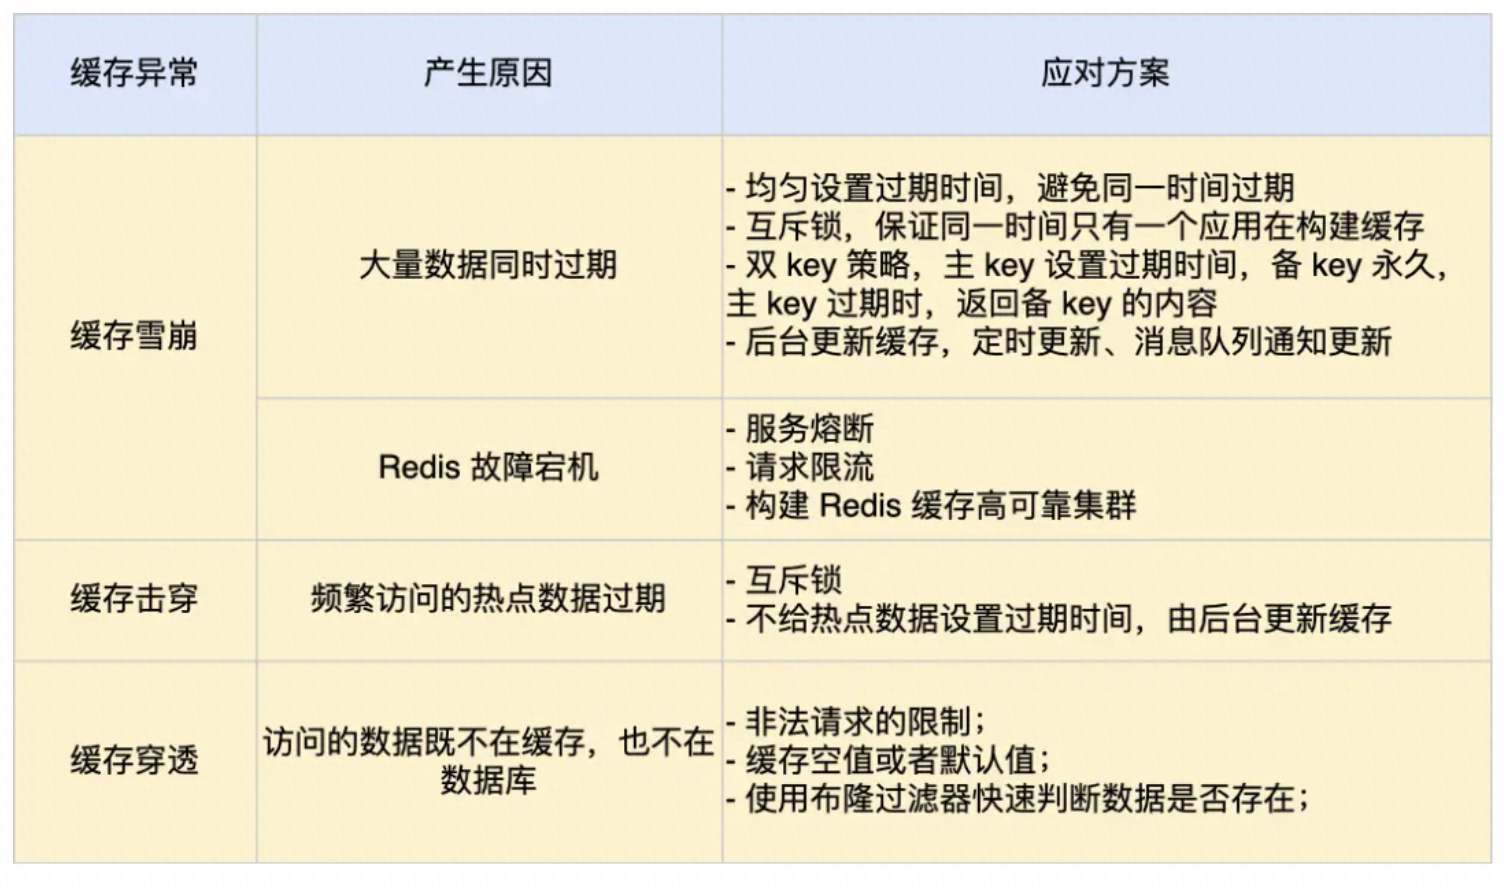 缓存异常
产生原因
应对方案
缓存雪崩
大量数据同时过期
- 均匀设置过期时间，避免同一时间过期
- 互斥锁，保证同一时间只有一个应用在构建缓存
- 双 key 策略，主 key 设置过期时间，备 key 永久，
主 key 过期时，返回备 key 的内容
- 后台更新缓存，定时更新、消息队列通知更新
Redis 故障宕机
- 服务熔断
- 请求限流
- 构建 Redis 缓存高可靠集群
缓存击穿
频繁访问的热点数据过期
- 互斥锁
- 不给热点数据设置过期时间，由后台更新缓存
缓存穿透
访问的数据既不在缓存，也不在
数据库
- 非法请求的限制；
- 缓存空值或者默认值；
- 使用布隆过滤器快速判断数据是否存在；